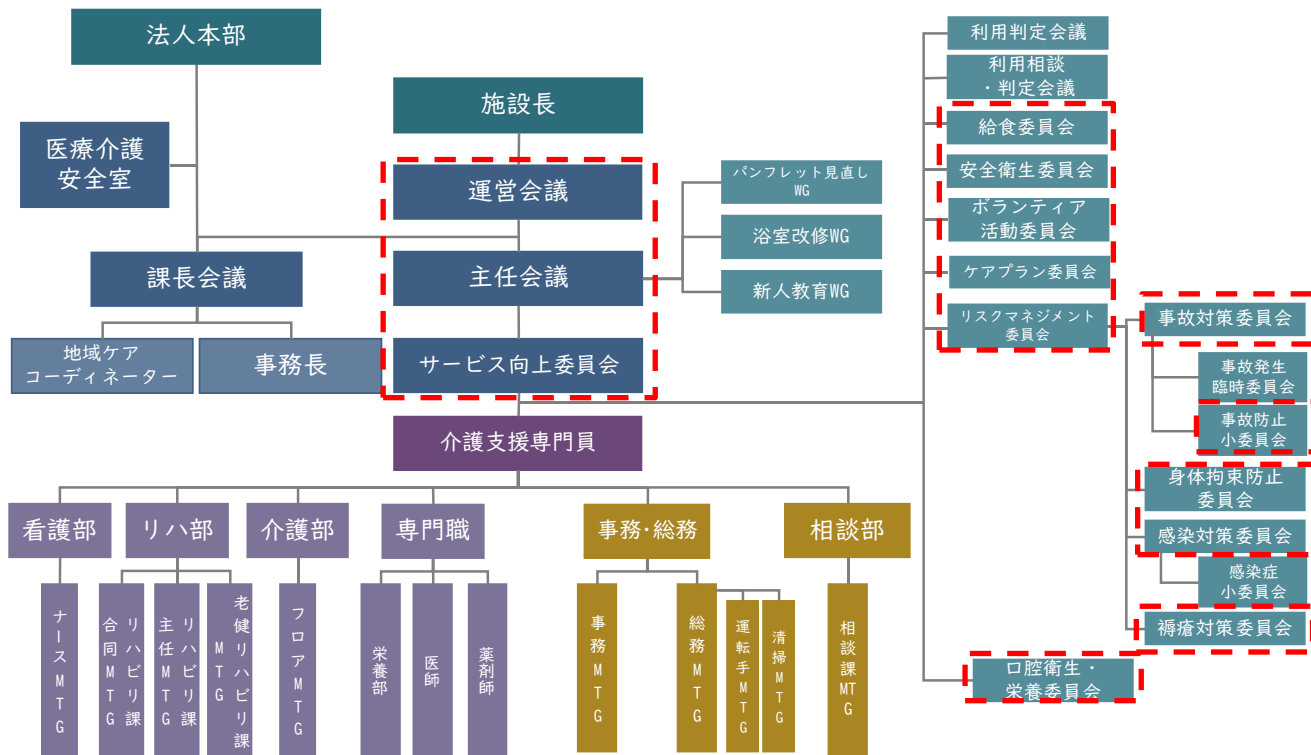 法人本部
施設長
医療介護
安全室
運営会議
課長会議
主任会議
地域ケア
コーディネーター
事務長
サービス向上委員会
パンフレット見直し
WG
浴室改修WG
新人教育WG
介護支援専門員
看護部
リハ部
介護部
専門職
事務・総務
相談部
ナースMTG
リハビリ課
合同MTG
リハビリ課
主任MTG
老健リハビリ課
MTG
フロアMTG
栄養部
医師
薬剤師
事務MTG
総務MTG
運転手MTG
清掃MTG
相談課MTG
利用判定会議
利用相談
・判定会議
給食委員会
安全衛生委員会
ボランティア
活動委員会
ケアプラン委員会
リスクマネジメント
委員会
事故対策委員会
事故発生
臨時委員会
事故防止
小委員会
身体拘束防止
委員会
感染対策委員会
感染症
小委員会
褥瘡対策委員会
口腔衛生・
栄養委員会